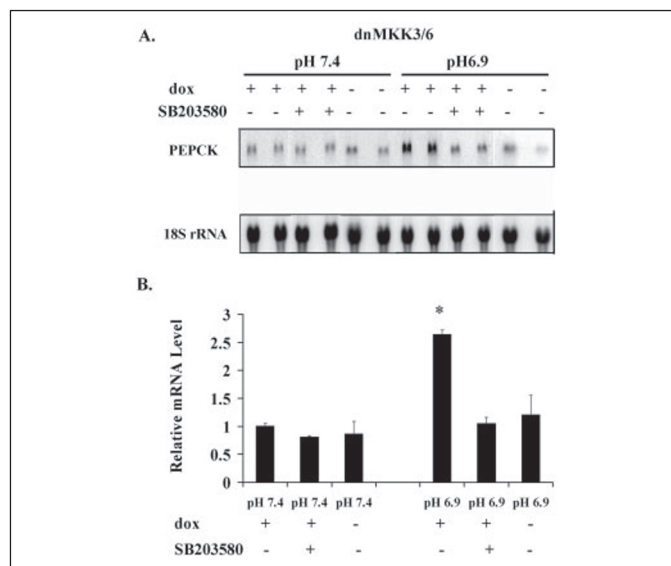 A.
dnMKK3/6
pH 7.4 pH6.9
dox + + + + - - + + + + - -
SB203580 - - + + - - - - + + - -
PEPCK
18S rRNA
B.
Relative mRNA Level
3
2.5
2
1.5
1
0.5
0
*
pH 7.4 pH 7.4 pH 7.4 pH 6.9 pH 6.9 pH 6.9
dox + + - + + -
SB203580 - + - - + -